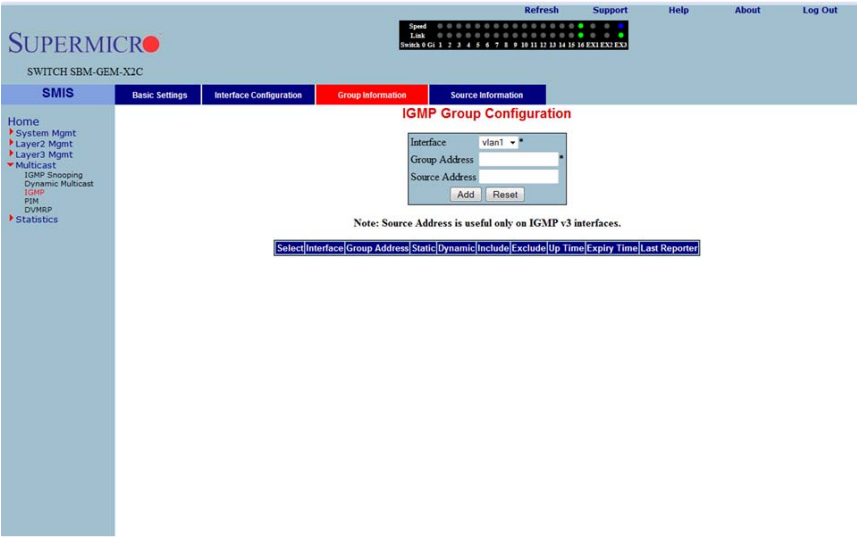 Refresh Support Help About Log Out
Speed
Link
Switch 0 Gi 1 2 3 4 5 6 7 8 9 10 11 12 13 14 15 16 EX1 EX2 EX3
SUPERMICRO
SWITCH SBM-GEM-X2C
SMIS
Basic Settings Interface Configuration Group Information Source Information
Home
System Mgmt
Layer2 Mgmt
Layer3 Mgmt
Multicast
IGMP Snooping
Dynamic Multicast
IGMP
PIM
DVMRP
Statistics
IGMP Group Configuration
Interface vlan1 *
Group Address *
Source Address
Add Reset
Note: Source Address is useful only on IGMP v3 interfaces.
Select Interface Group Address Static Dynamic Include Exclude Up Time Expiry Time Last Reporter